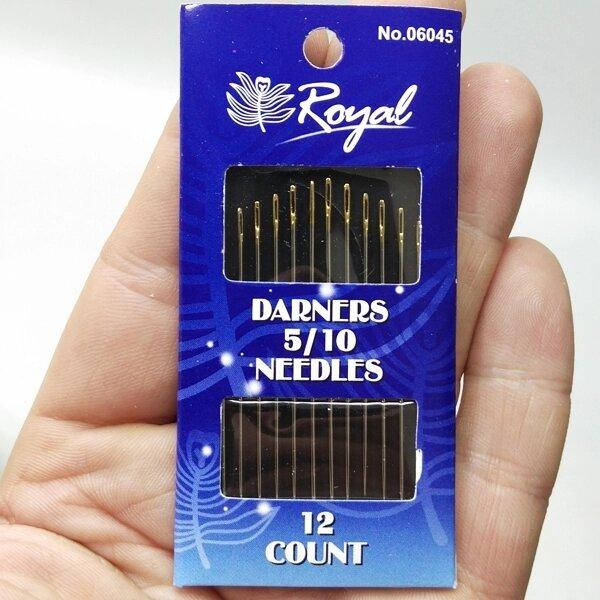 No.06045
Royal
DARNERS
5/10
NEEDLES
12
COUNT